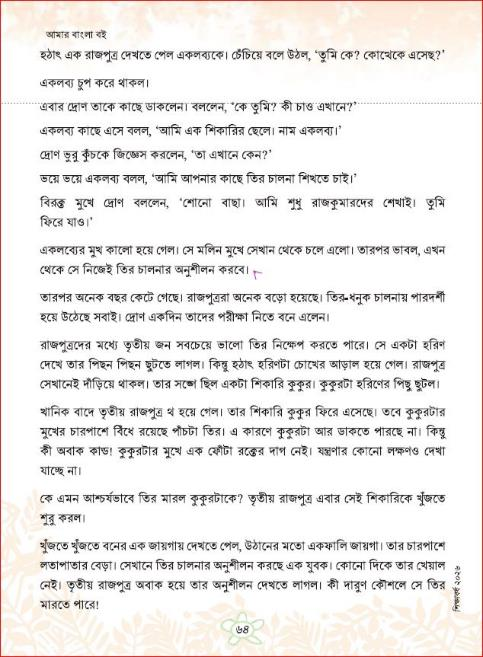 আমার বাংলা বই
হঠাৎ এক রাজপুত্র দেখতে পেল একলব্যকে। চেঁচিয়ে বলে উঠল, ‘তুমি কে? কোত্থেকে এসেছ?’
একলব্য চুপ করে থাকল।
এবার দ্রোণ তাকে কাছে ডাকলেন। বললেন, ‘কে তুমি? কী চাও এখানে?’
একলব্য কাছে এসে বলল, ‘আমি এক শিকারির ছেলে। নাম একলব্য।’
দ্রোণ ভুরু কুঁচকে জিজ্ঞেস করলেন, ‘তা এখানে কেন?’
ভয়ে ভয়ে একলব্য বলল, ‘আমি আপনার কাছে তির চালনা শিখতে চাই।’
বিরক্ত মুখে দ্রোণ বললেন, ‘শোনো বাছা। আমি শুধু রাজকুমারদের শেখাই। তুমি
ফিরে যাও।’
একলব্যের মুখ কালো হয়ে গেল। সে মলিন মুখে সেখান থেকে চলে এলো। তারপর ভাবল, এখন
থেকে সে নিজেই তির চালনার অনুশীলন করবে।
তারপর অনেক বছর কেটে গেছে। রাজপুত্ররা অনেক বড়ো হয়েছে। তির-ধনুক চালনায় পারদর্শী
হয়ে উঠেছে সবাই। দ্রোণ একদিন তাদের পরীক্ষা নিতে বনে এলেন।
রাজপুত্রদের মধ্যে তৃতীয় জন সবচেয়ে ভালো তির নিক্ষেপ করতে পারে। সে একটা হরিণ
দেখে তার পিছন পিছন ছুটতে লাগল। কিন্তু হঠাৎ হরিণটা চোখের আড়াল হয়ে গেল। রাজপুত্র
সেখানেই দাঁড়িয়ে থাকল। তার সঙ্গে ছিল একটা শিকারি কুকুর। কুকুরটা হরিণের পিছু ছুটল।
খানিক বাদে তৃতীয় রাজপুত্র থ হয়ে গেল। তার শিকারি কুকুর ফিরে এসেছে। তবে কুকুরটার
মুখের চারপাশে বিঁধে রয়েছে পাঁচটা তির। এ কারণে কুকুরটা আর ডাকতে পারছে না। কিন্তু
কী অবাক কান্ড! কুকুরটার মুখে এক ফোঁটা রক্তের দাগ নেই। যন্ত্রণার কোনো লক্ষণও দেখা
যাচ্ছে না।
কে এমন আশ্চর্যভাবে তির মারল কুকুরটাকে? তৃতীয় রাজপুত্র এবার সেই শিকারিকে খুঁজতে
শুরু করল।
খুঁজতে খুঁজতে বনের এক জায়গায় দেখতে পেল, উঠানের মতো একফালি জায়গা। তার চারপাশে
লতাপাতার বেড়া। সেখানে তির চালনার অনুশীলন করছে এক যুবক। কোনো দিকে তার খেয়াল
নেই। তৃতীয় রাজপুত্র অবাক হয়ে তার অনুশীলন দেখতে লাগল। কী দারুণ কৌশলে সে তির
মারতে পারে!
৬৪
শিক্ষাবর্ষ ২০২৬